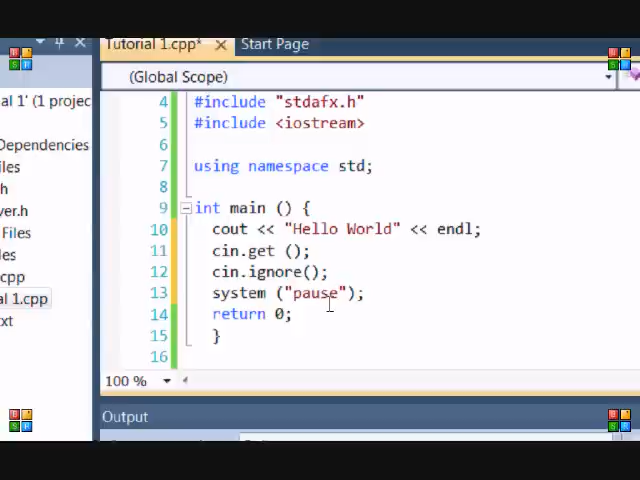 Tutorial 1.cpp* Start Page
(Global Scope)
al 1' (1 projec
Dependencies
iles
h
ver.h
Files
les
cpp
al 1.cpp
txt
4 #include "stdafx.h"
5 #include <iostream>
6
7 using namespace std;
8
9 int main () {
10 cout << "Hello World" << endl;
11 cin.get ();
12 cin.ignore();
13 system ("pause");
14 return 0;
15 }
16
100 %
Output